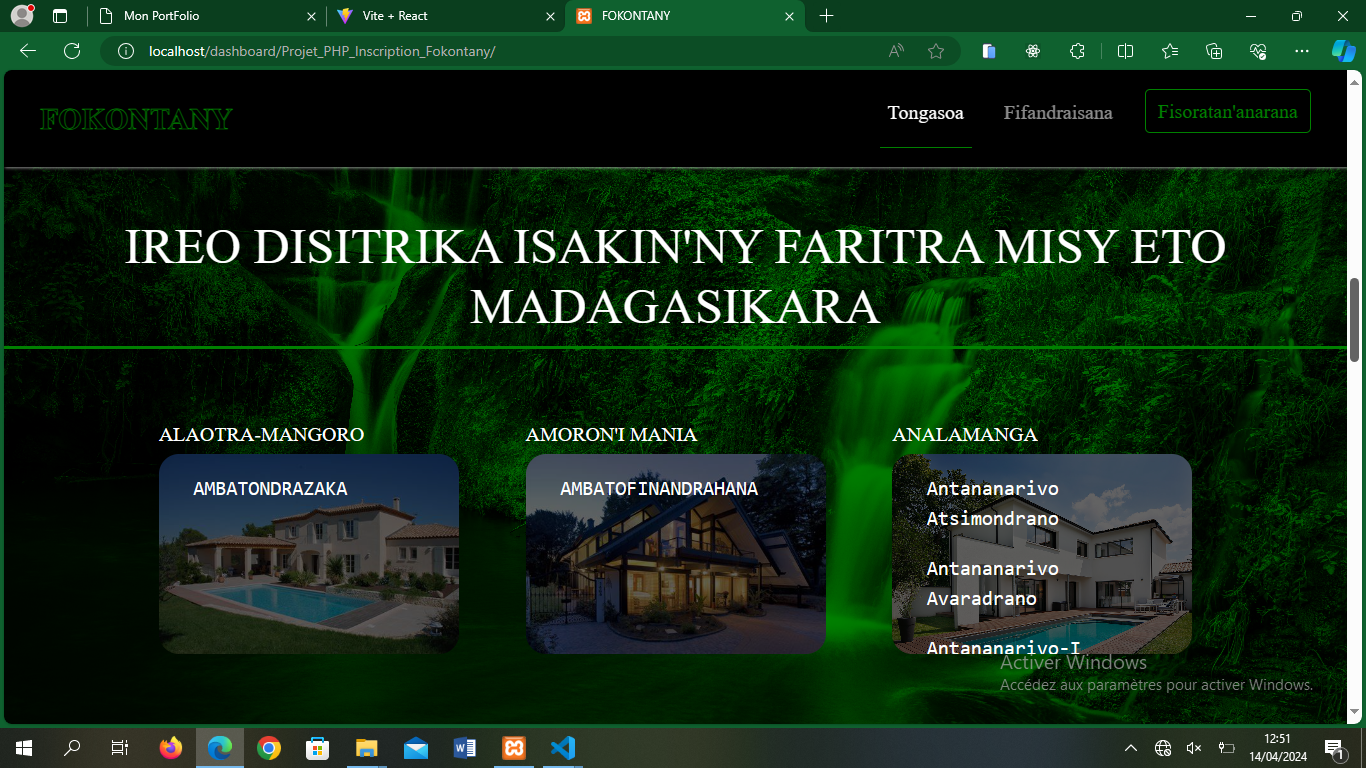 Mon PortFolio
Vite + React
FOKONTANY
localhost/dashboard/Projet_PHP_Inscription_Fokontany/
FOKONTANY
Tongasoa
Fifandraisana
Fisoratan'anarana
IREO DISITRIKA ISAKIN'NY FARITRA MISY ETO
MADAGASIKARA
ALAOTRA-MANGORO
AMBATONDRAZAKA
AMORON'I MANIA
AMBATOFINANDRAHANA
ANALAMANGA
Antananarivo
Atsimondrano
Antananarivo
Avaradrano
Antananarivo-I
Activer Windows
Accédez aux paramètres pour activer Windows.
12:51
14/04/2024
1